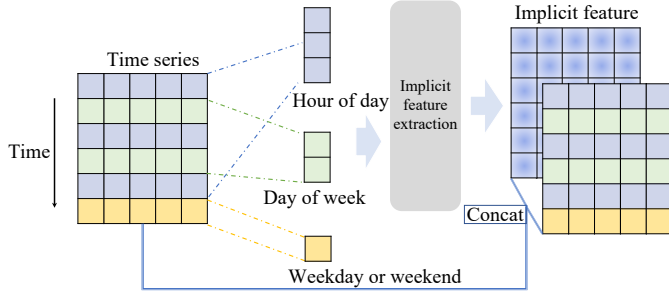 Implicit feature
Time series
Hour of day
Implicit
feature
extraction
Time
Day of week
Concat
Weekday or weekend